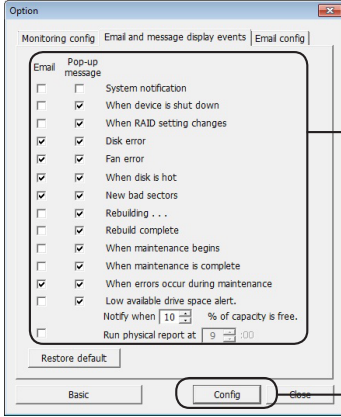 Option
Monitoring config Email and message display events Email config
Email Pop-up message
System notification
When device is shut down
When RAID setting changes
Disk error
Fan error
When disk is hot
New bad sectors
Rebuilding . . .
Rebuild complete
When maintenance begins
When maintenance is complete
When errors occur during maintenance
Low available drive space alert.
Notify when 10 % of capacity is free.
Run physical report at 9 :00
Restore default
Basic Config Close